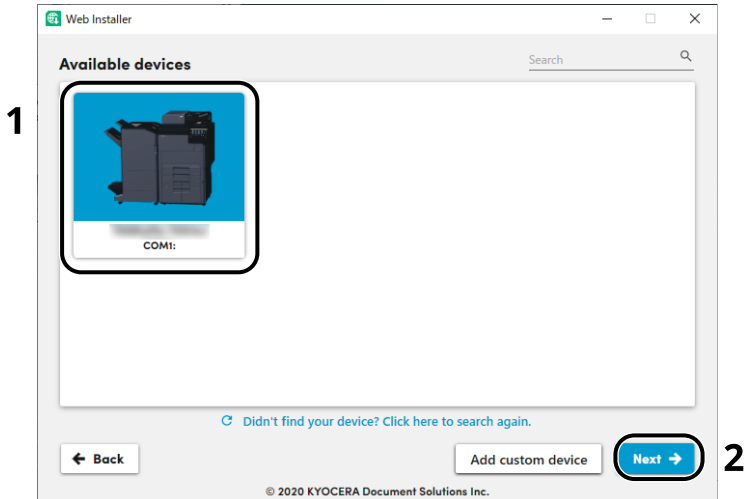 Web Installer
Available devices
Search
1
COM1:
Didn't find your device? Click here to search again.
Back
Add custom device
Next
2
© 2020 KYOCERA Document Solutions Inc.